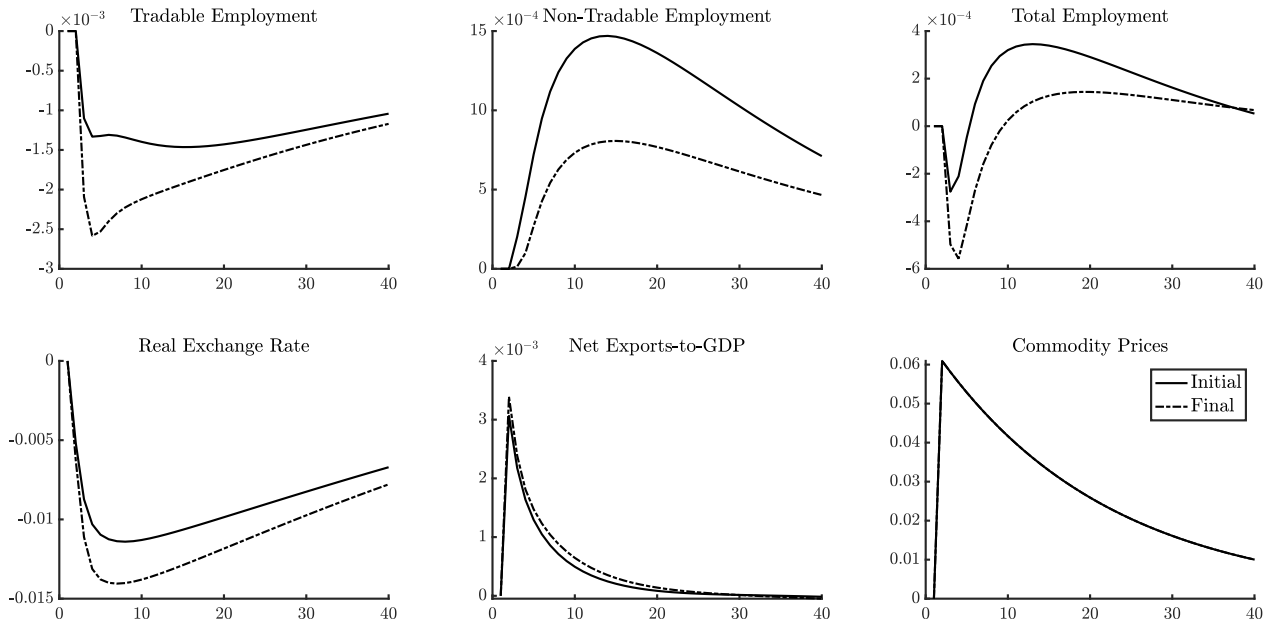 Tradable Employment
×10−3
0
-0.5
-1
-1.5
-2
-2.5
-3
0 10 20 30 40
Non-Tradable Employment
×10−4
15
10
5
0
0 10 20 30 40
Total Employment
×10−4
4
2
0
-2
-4
-6
0 10 20 30 40
Real Exchange Rate
0
-0.005
-0.01
-0.015
0 10 20 30 40
Net Exports-to-GDP
×10−3
4
3
2
1
0
0 10 20 30 40
Commodity Prices
0.06
0.05
0.04
0.03
0.02
0.01
0
0 10 20 30 40
Initial
Final